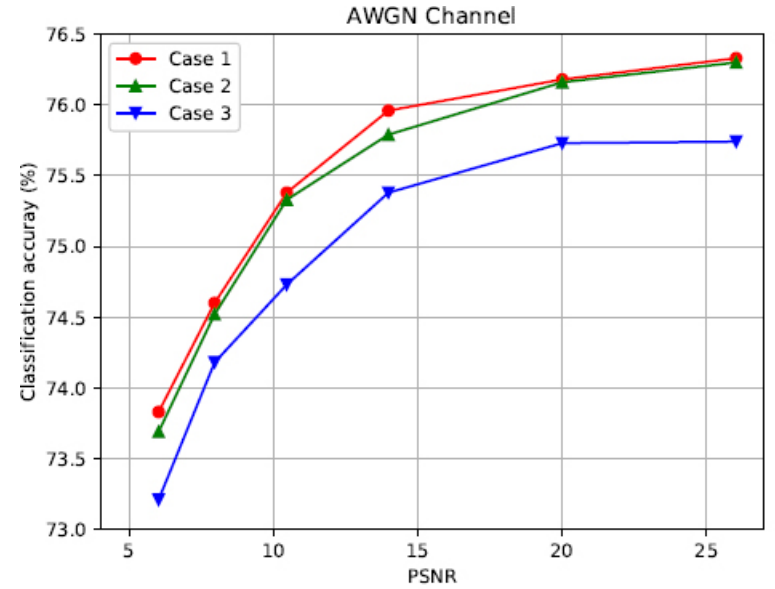 AWGN Channel
Case 1
Case 2
Case 3
Classification accuray (%)
76.5
76.0
75.5
75.0
74.5
74.0
73.5
73.0
5 10 15 20 25
PSNR